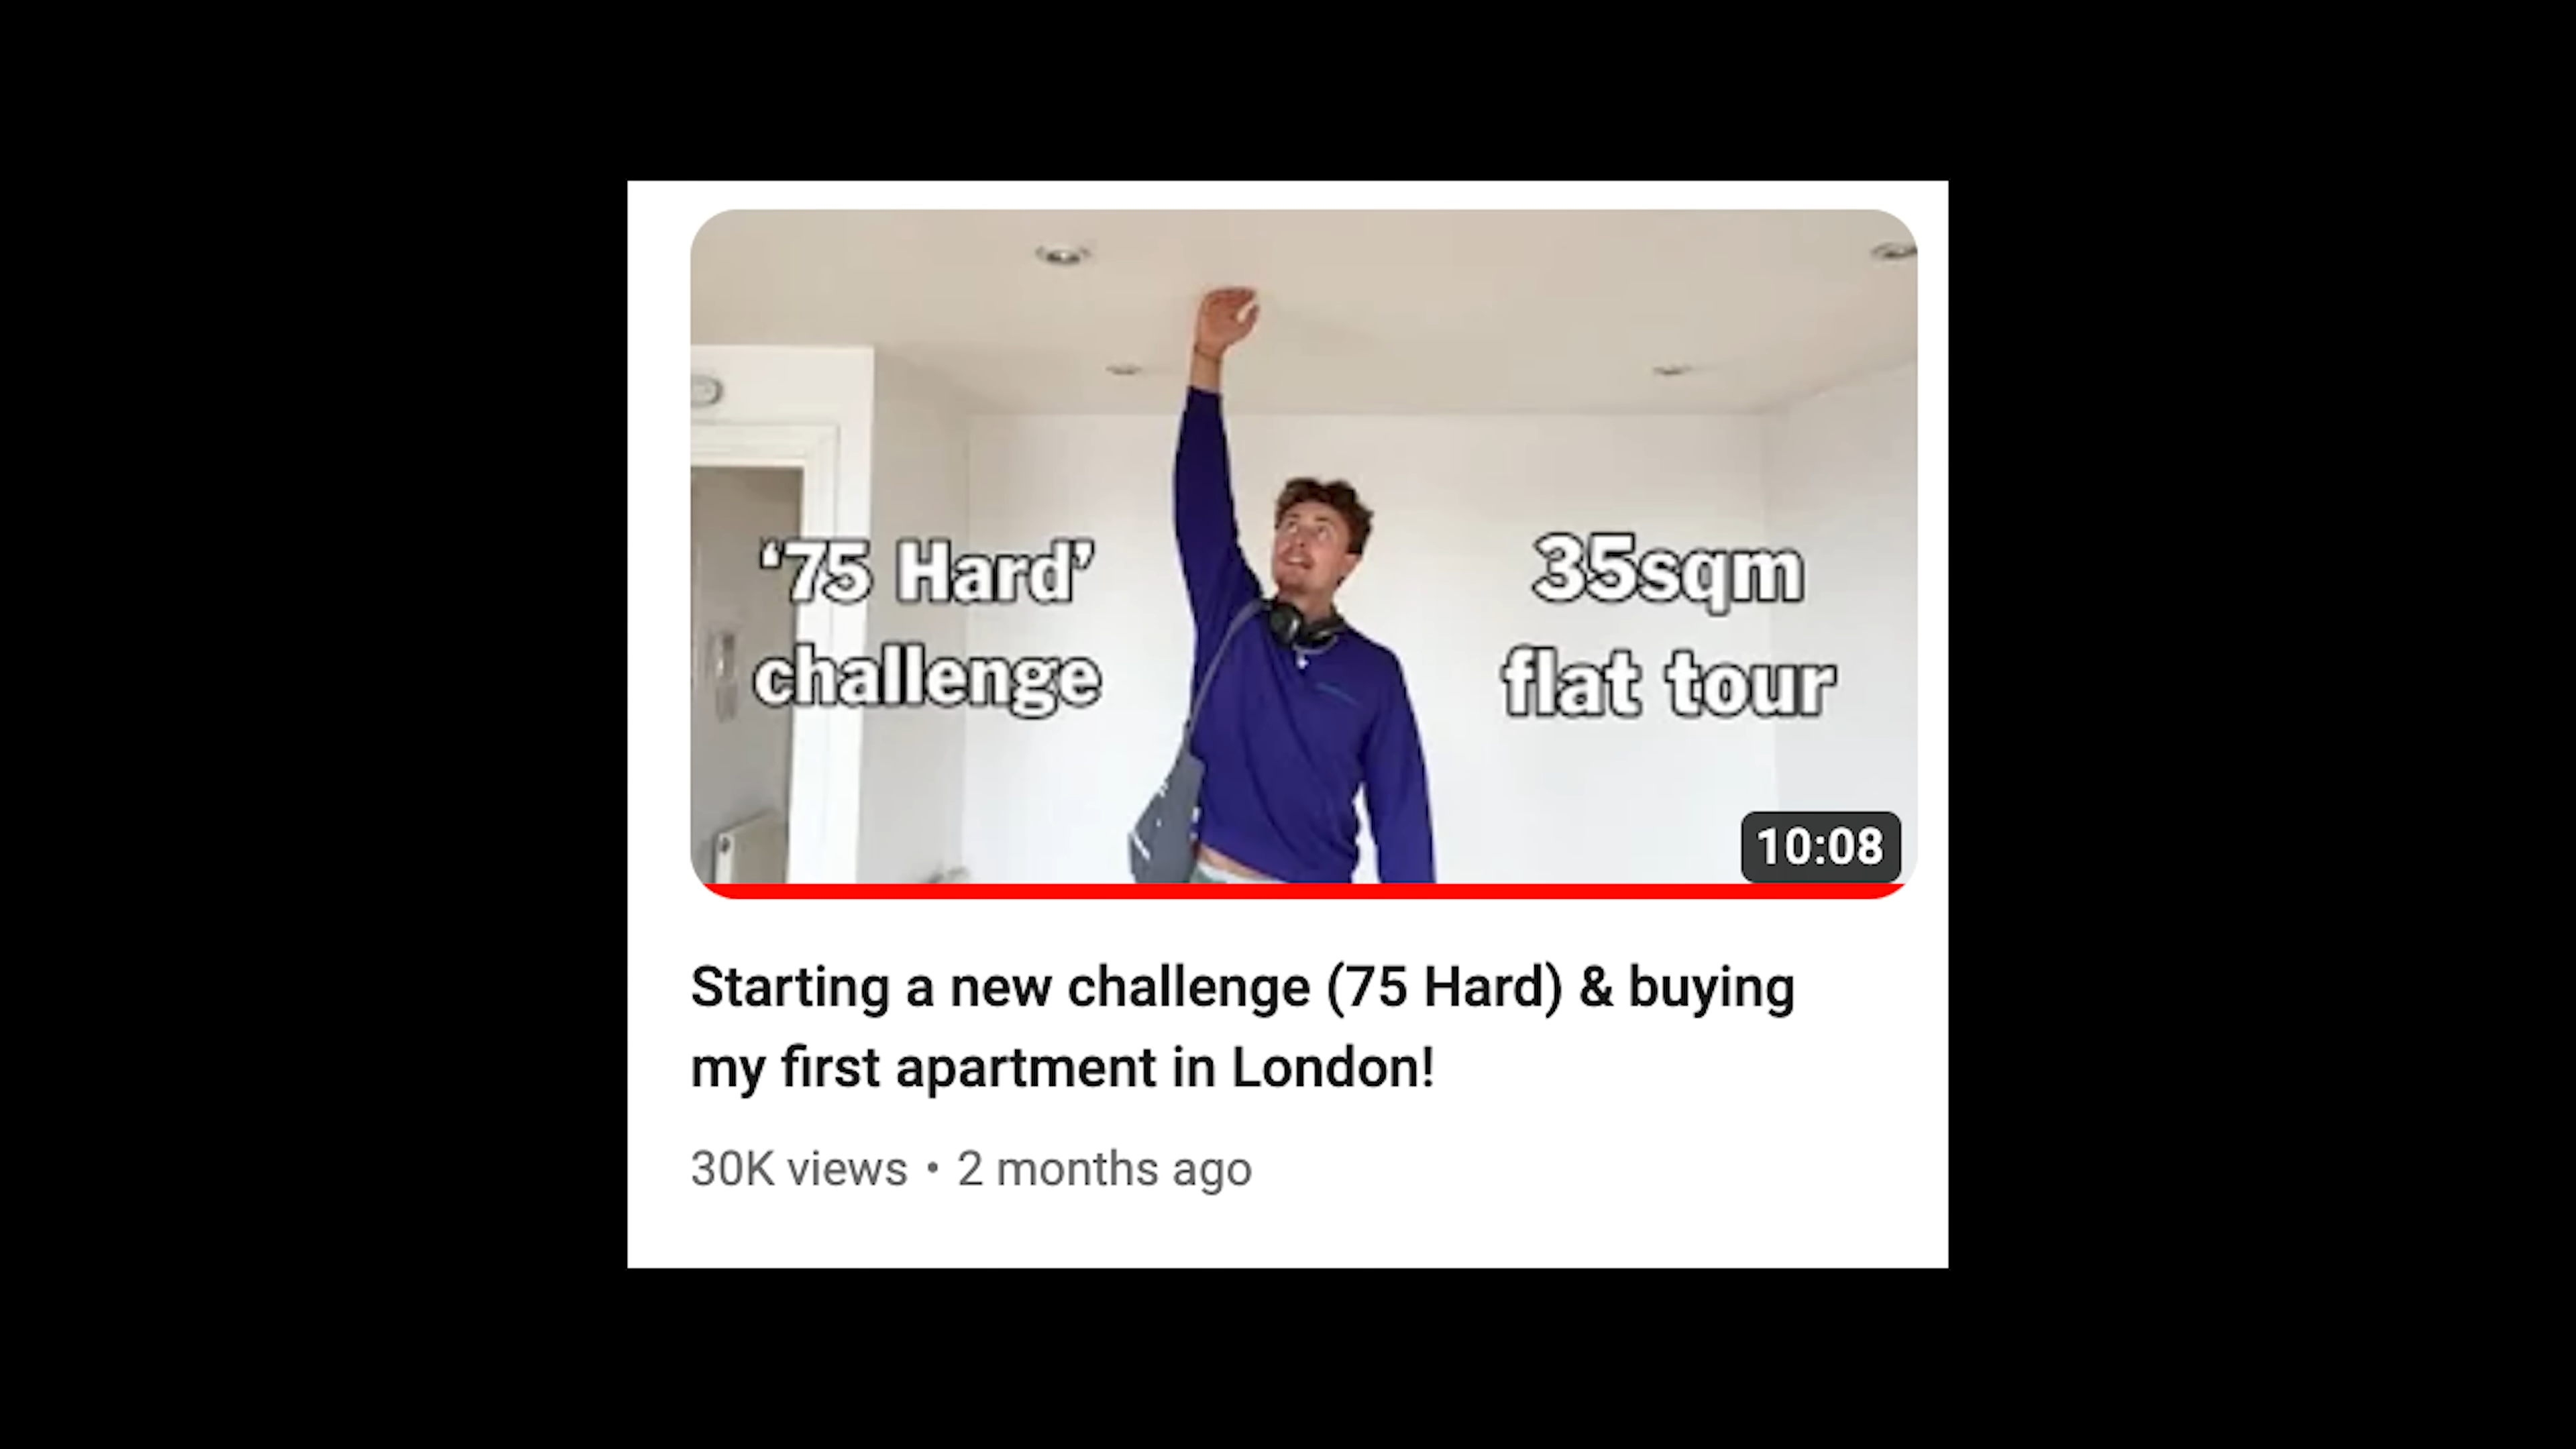 ‘75 Hard’
challenge
35sqm
flat tour
10:08
Starting a new challenge (75 Hard) & buying
my first apartment in London!
30K views • 2 months ago